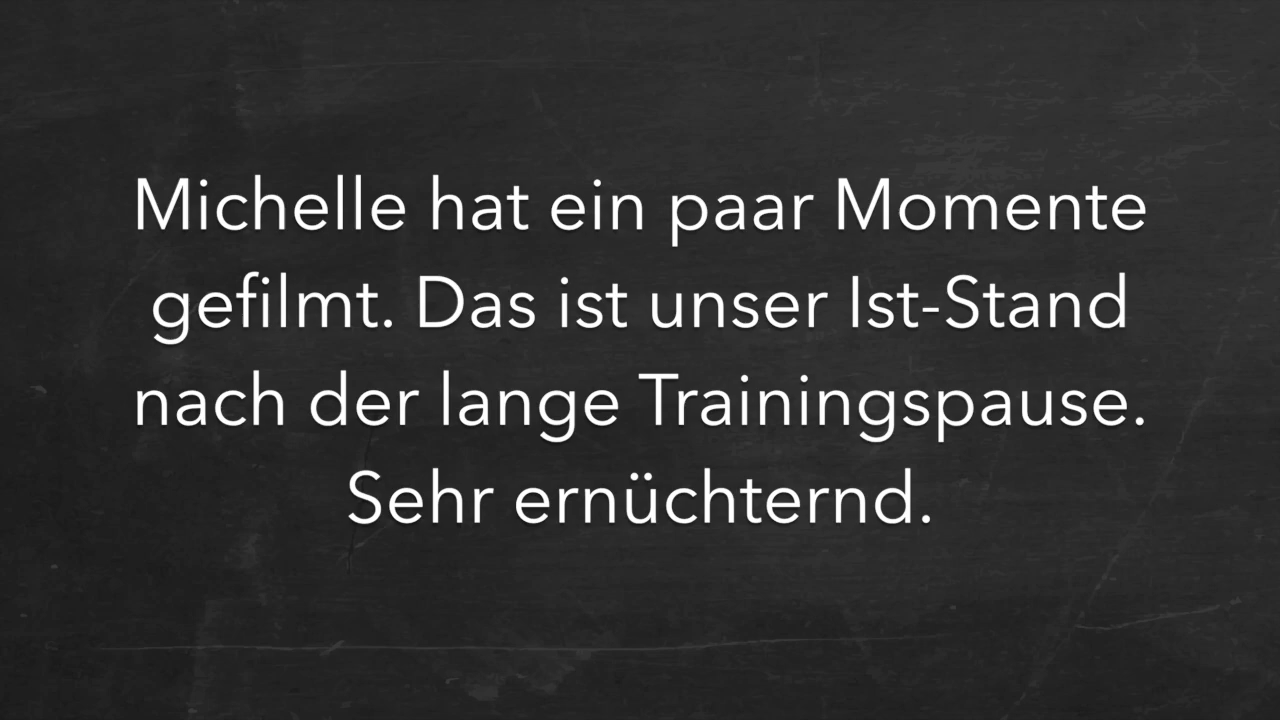 Michelle hat ein paar Momente
gefilmt. Das ist unser Ist-Stand
nach der lange Trainingspause.
Sehr ernüchternd.